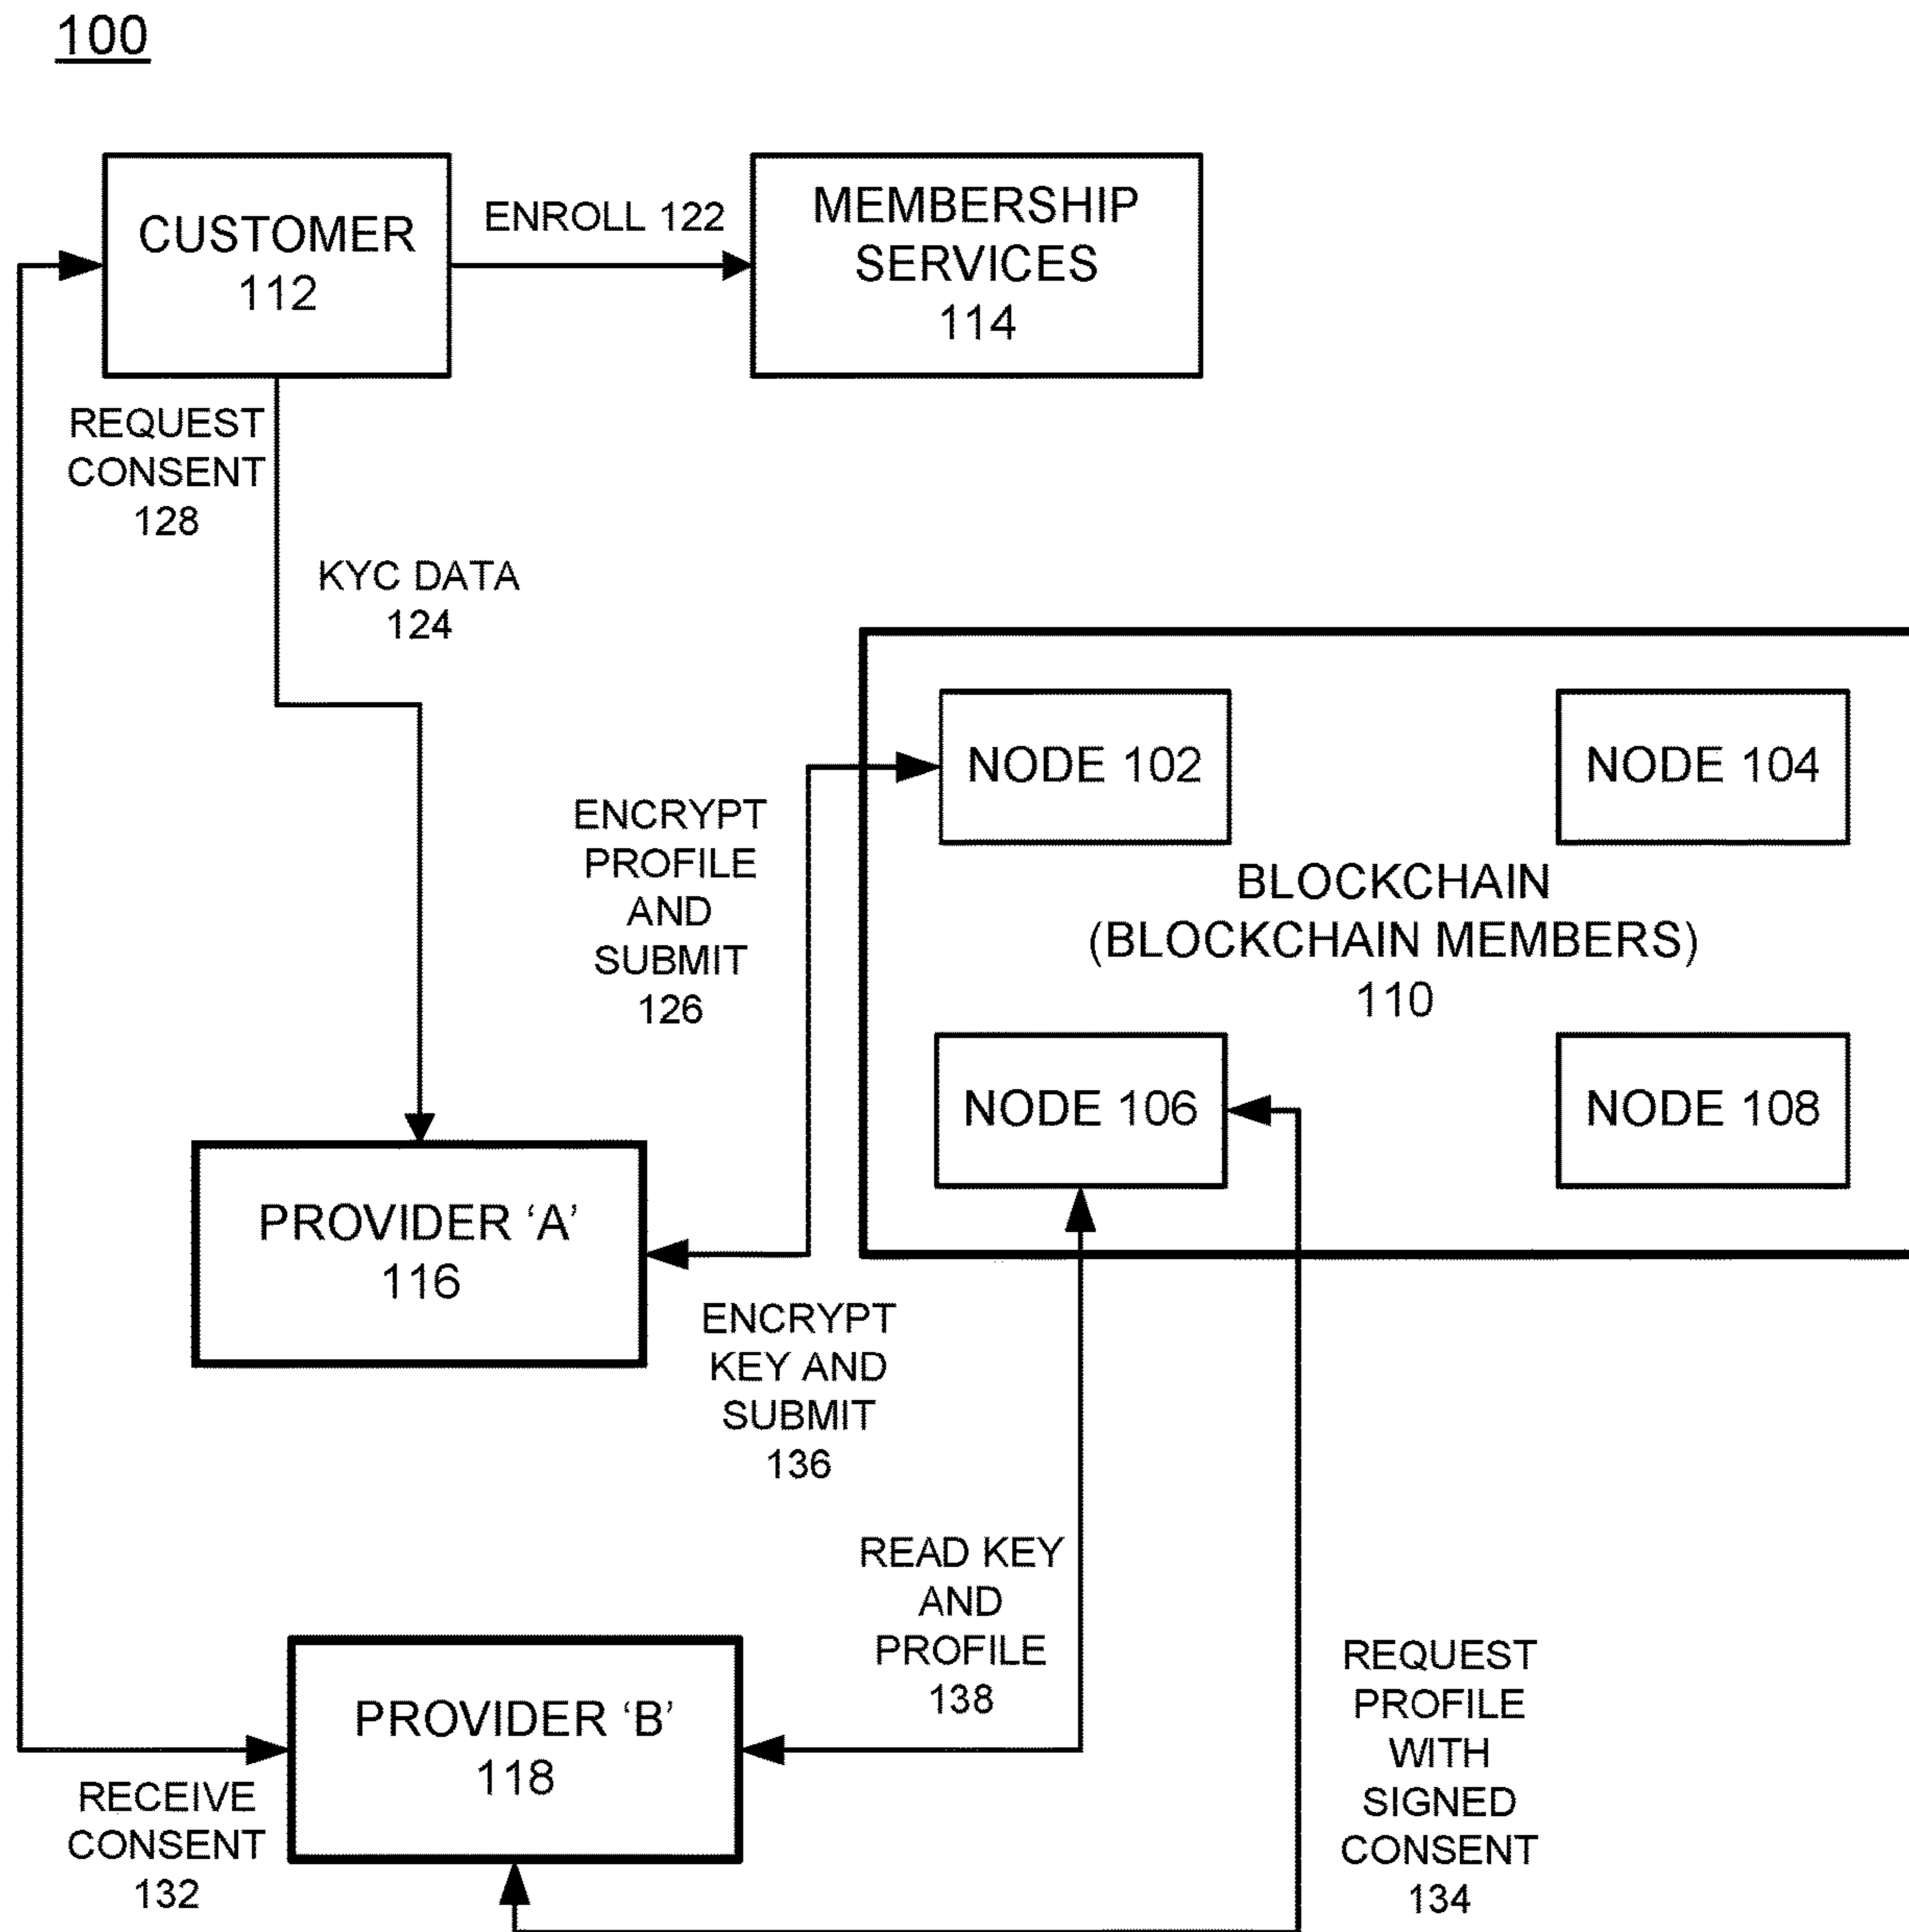 100
CUSTOMER
112
ENROLL 122
MEMBERSHIP
SERVICES
114
REQUEST
CONSENT
128
KYC DATA
124
NODE 102
NODE 104
ENCRYPT
PROFILE
AND
SUBMIT
126
BLOCKCHAIN
(BLOCKCHAIN MEMBERS)
110
NODE 106
NODE 108
PROVIDER ‘A’
116
ENCRYPT
KEY AND
SUBMIT
136
READ KEY
AND
PROFILE
138
PROVIDER ‘B’
118
REQUEST
PROFILE
WITH
SIGNED
CONSENT
134
RECEIVE
CONSENT
132